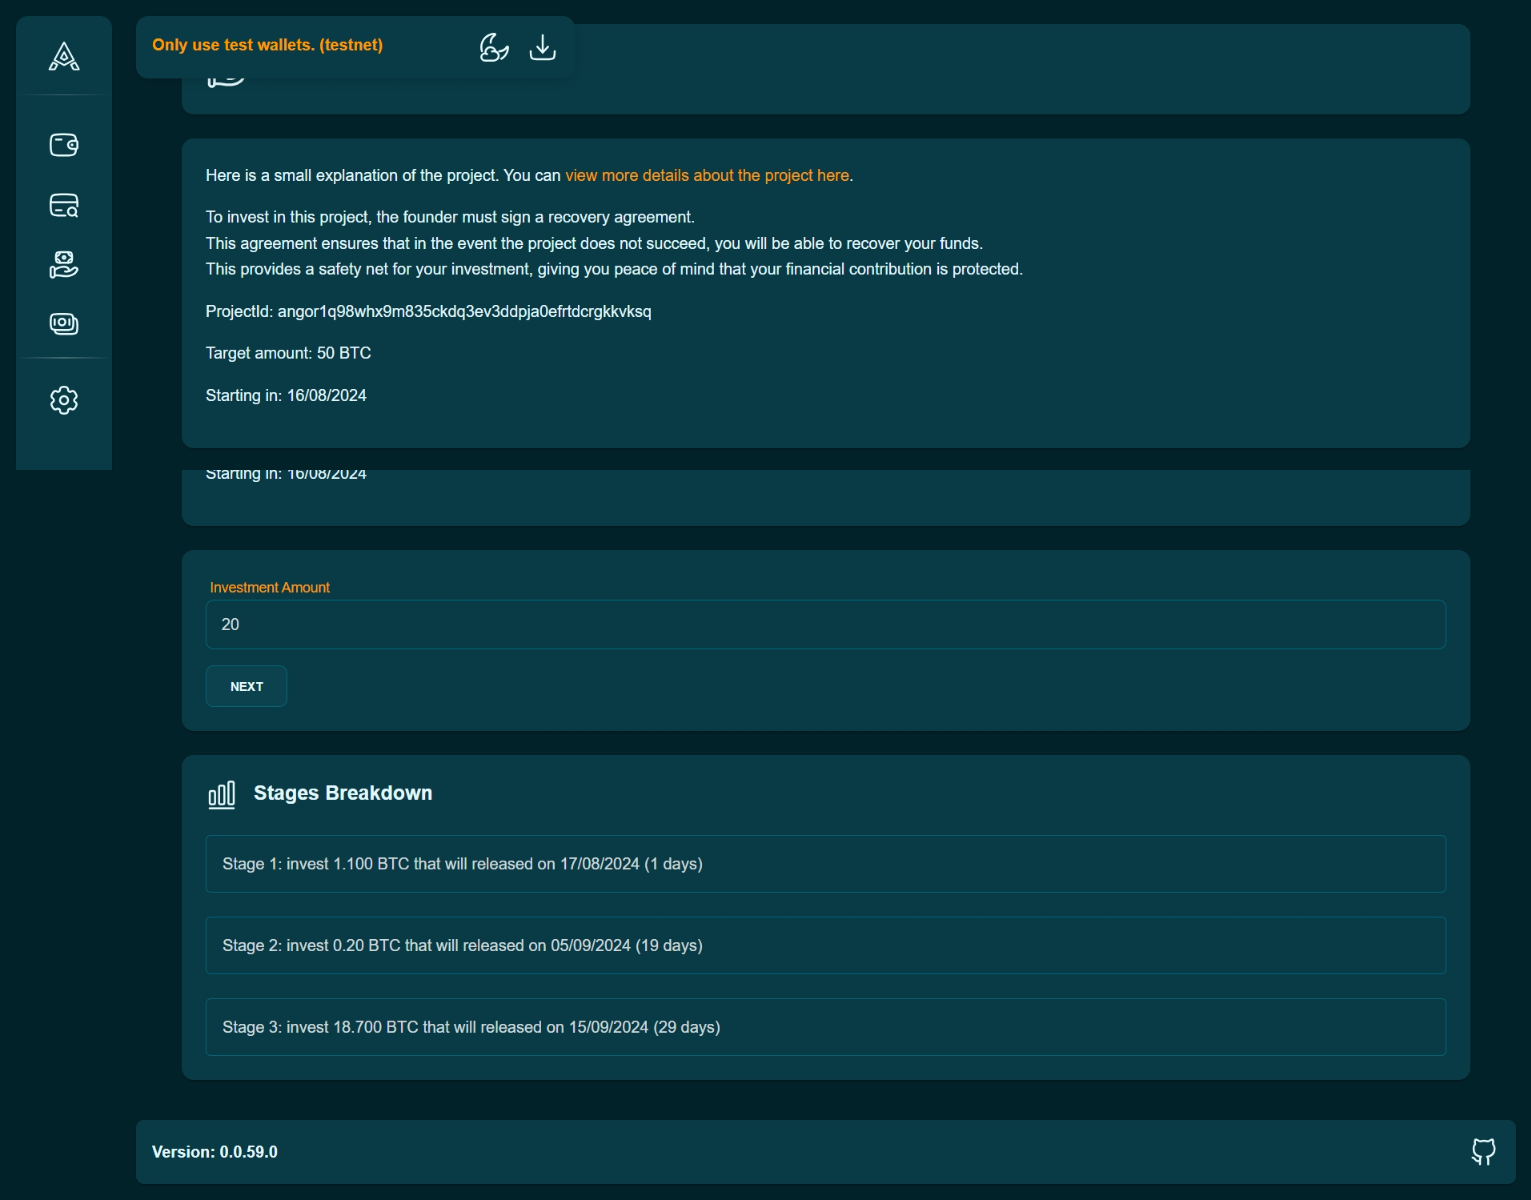 Only use test wallets. (testnet)
Here is a small explanation of the project. You can view more details about the project here.
To invest in this project, the founder must sign a recovery agreement.
This agreement ensures that in the event the project does not succeed, you will be able to recover your funds.
This provides a safety net for your investment, giving you peace of mind that your financial contribution is protected.
ProjectId: angor1q98whx9m835ckdq3ev3ddpja0efrtdcrgkkvksq
Target amount: 50 BTC
Starting in: 16/08/2024
Starting in: 16/08/2024
Investment Amount
20
NEXT
Stages Breakdown
Stage 1: invest 1.100 BTC that will released on 17/08/2024 (1 days)
Stage 2: invest 0.20 BTC that will released on 05/09/2024 (19 days)
Stage 3: invest 18.700 BTC that will released on 15/09/2024 (29 days)
Version: 0.0.59.0